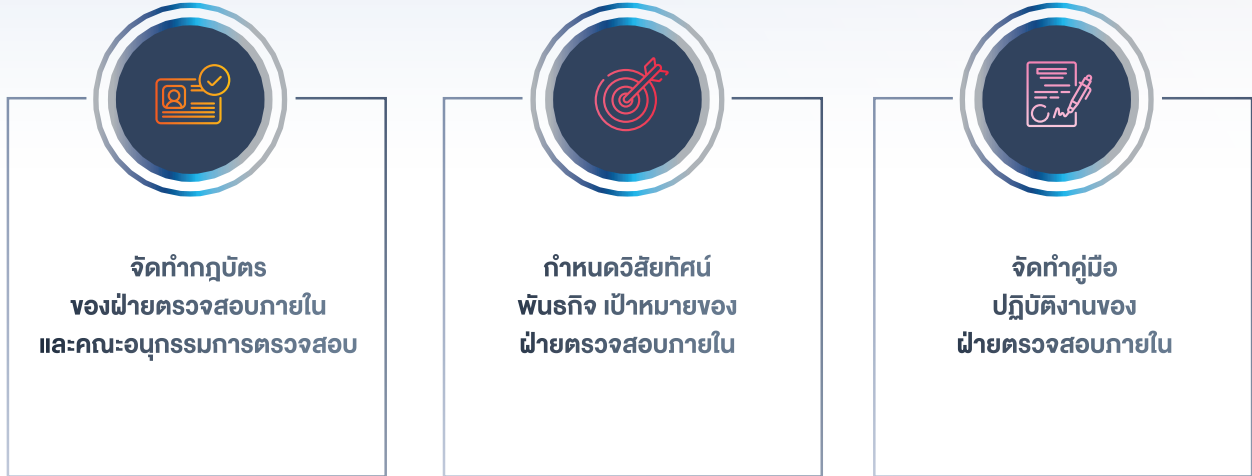 จัดทำกฎบัตร
ของฝ่ายตรวจสอบภายใน
และคณะอนุกรรมการตรวจสอบ
กำหนดวิสัยทัศน์
พันธกิจ เป้าหมายของ
ฝ่ายตรวจสอบภายใน
จัดทำคู่มือ
ปฏิบัติงานของ
ฝ่ายตรวจสอบภายใน